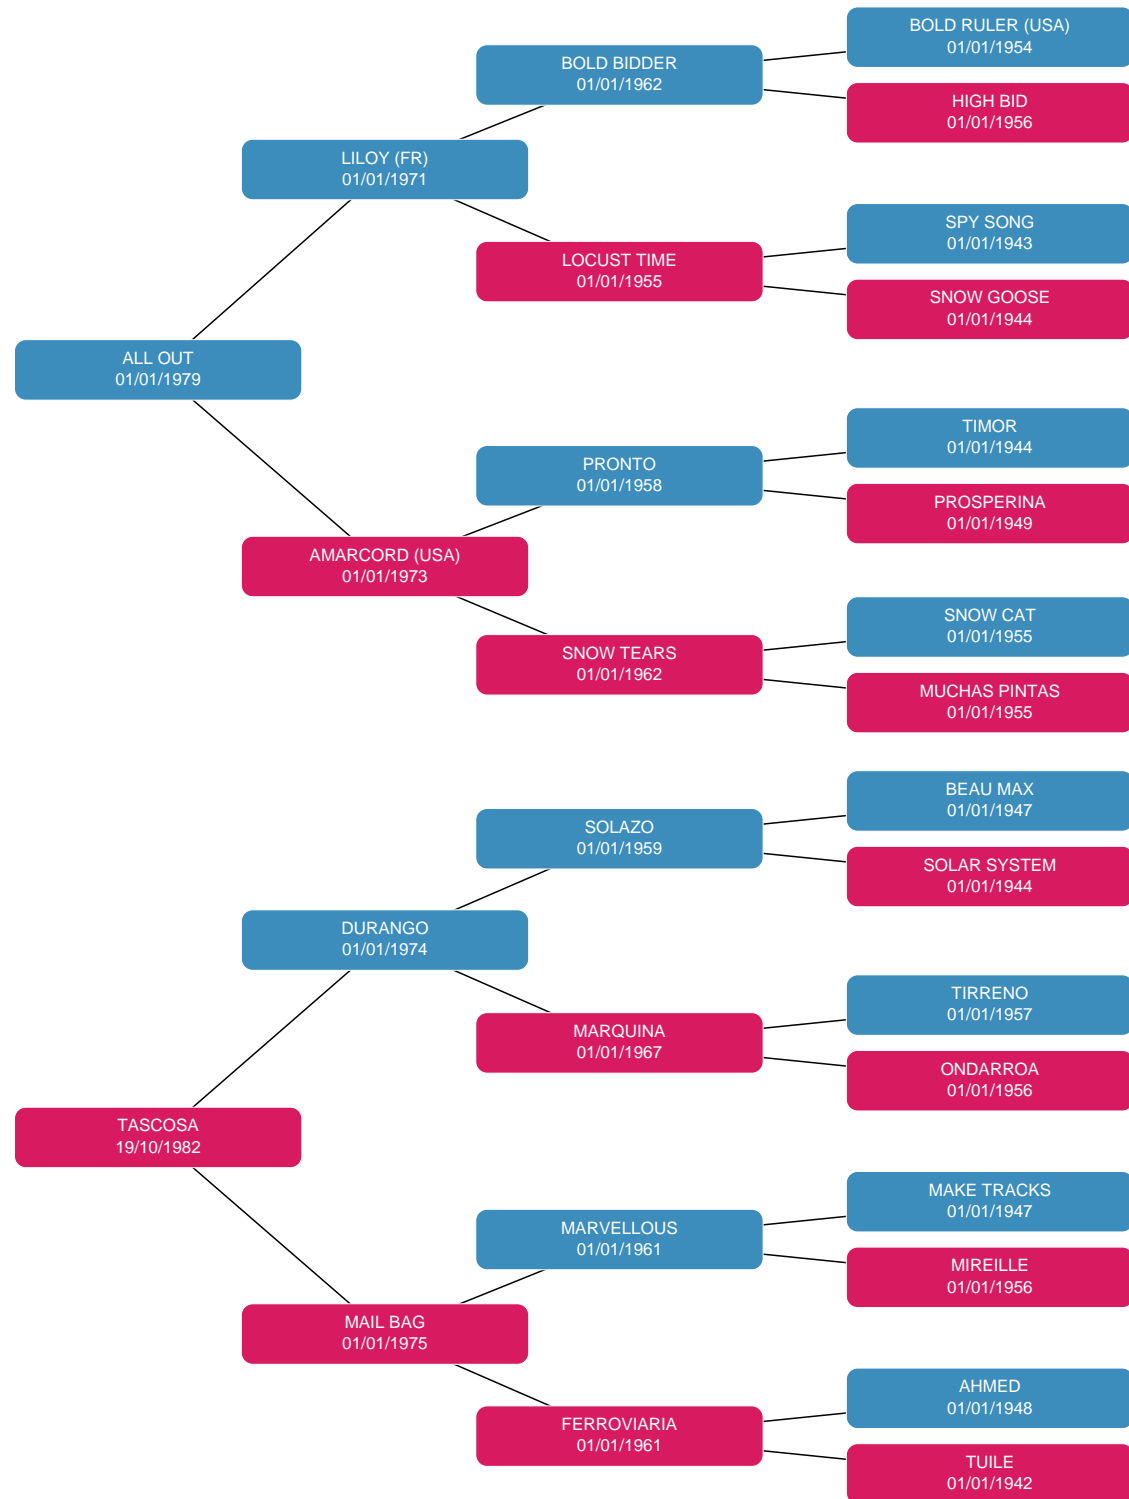 BOLD RULER (USA)
01/01/1954
BOLD BIDDER
01/01/1962
HIGH BID
01/01/1956
LILOY (FR)
01/01/1971
SPY SONG
01/01/1943
LOCUST TIME
01/01/1955
SNOW GOOSE
01/01/1944
ALL OUT
01/01/1979
TIMOR
01/01/1944
PRONTO
01/01/1958
PROSPERINA
01/01/1949
AMARCORD (USA)
01/01/1973
SNOW CAT
01/01/1955
SNOW TEARS
01/01/1962
MUCHAS PINTAS
01/01/1955
BEAU MAX
01/01/1947
SOLAZO
01/01/1959
SOLAR SYSTEM
01/01/1944
DURANGO
01/01/1974
TIRRENO
01/01/1957
MARQUINA
01/01/1967
ONDARROA
01/01/1956
TASCOSA
19/10/1982
MAKE TRACKS
01/01/1947
MARVELLOUS
01/01/1961
MIREILLE
01/01/1956
MAIL BAG
01/01/1975
AHMED
01/01/1948
FERROVIARIA
01/01/1961
TUILE
01/01/1942